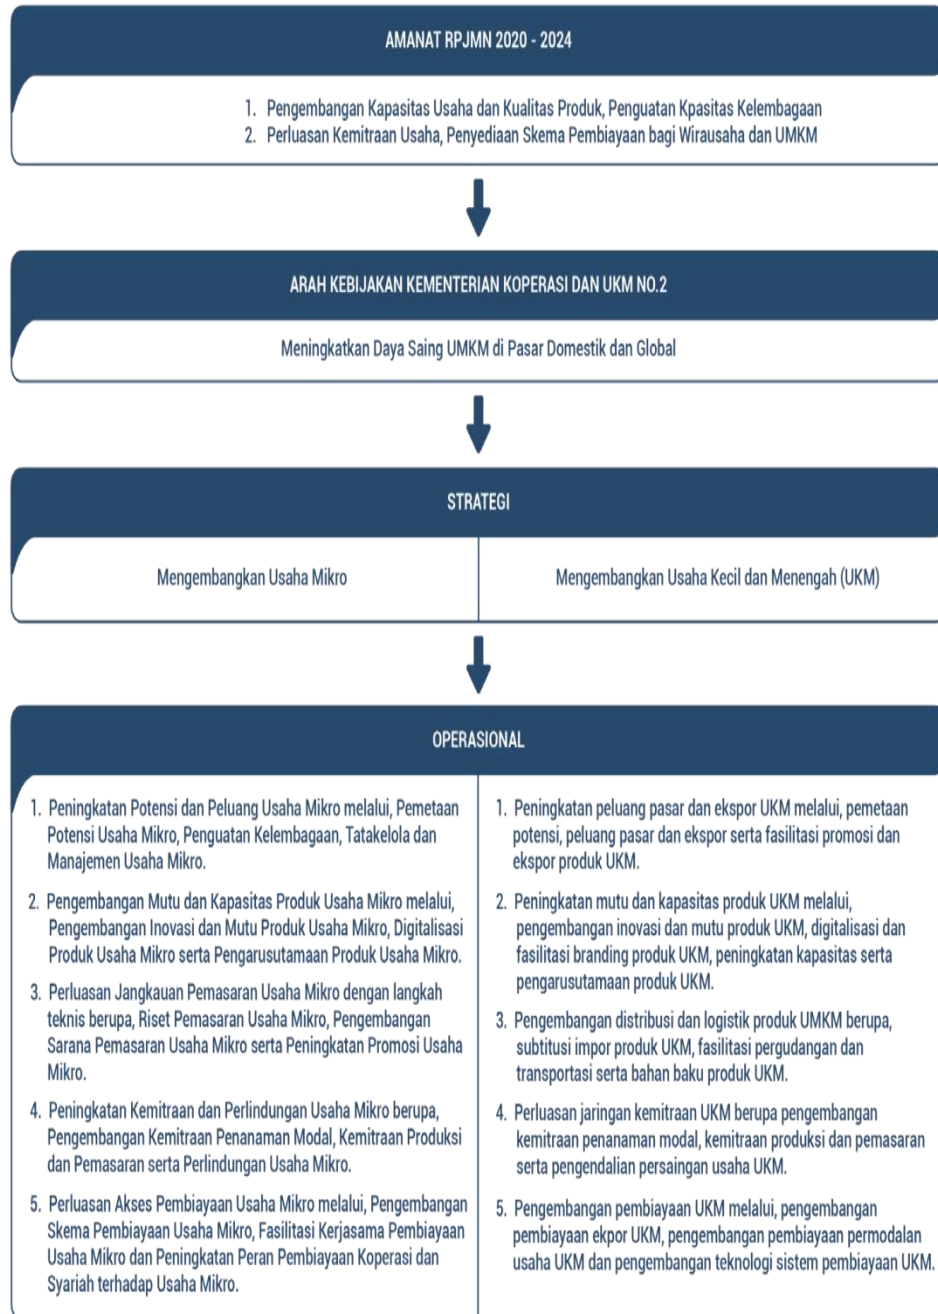 AMANAT RPJMN 2020 - 2024
1. Pengembangan Kapasitas Usaha dan Kualitas Produk, Penguatan Kpasitas Kelembagaan
2. Perluasan Kemitraan Usaha, Penyediaan Skema Pembiayaan bagi Wirausaha dan UMKM
ARAH KEBIJAKAN KEMENTERIAN KOPERASI DAN UKM NO.2
Meningkatkan Daya Saing UMKM di Pasar Domestik dan Global
STRATEGI
Mengembangkan Usaha Mikro
Mengembangkan Usaha Kecil dan Menengah (UKM)
OPERASIONAL
1. Peningkatan Potensi dan Peluang Usaha Mikro melalui, Pemetaan
Potensi Usaha Mikro, Penguatan Kelembagaan, Tatakelola dan
Manajemen Usaha Mikro.
2. Pengembangan Mutu dan Kapasitas Produk Usaha Mikro melalui,
Pengembangan Inovasi dan Mutu Produk Usaha Mikro, Digitalisasi
Produk Usaha Mikro serta Pengarusutamaan Produk Usaha Mikro.
3. Perluasan Jangkauan Pemasaran Usaha Mikro dengan langkah
teknis berupa, Riset Pemasaran Usaha Mikro, Pengembangan
Sarana Pemasaran Usaha Mikro serta Peningkatan Promosi Usaha
Mikro.
4. Peningkatan Kemitraan dan Perlindungan Usaha Mikro berupa,
Pengembangan Kemitraan Penanaman Modal, Kemitraan Produksi
dan Pemasaran serta Perlindungan Usaha Mikro.
5. Perluasan Akses Pembiayaan Usaha Mikro melalui, Pengembangan
Skema Pembiayaan Usaha Mikro, Fasilitasi Kerjasama Pembiayaan
Usaha Mikro dan Peningkatan Peran Pembiayaan Koperasi dan
Syariah terhadap Usaha Mikro.
1. Peningkatan peluang pasar dan ekspor UKM melalui, pemetaan
potensi, peluang pasar dan ekspor serta fasilitasi promosi dan
ekspor produk UKM.
2. Peningkatan mutu dan kapasitas produk UKM melalui,
pengembangan inovasi dan mutu produk UKM, digitalisasi dan
fasilitasi branding produk UKM, peningkatan kapasitas serta
pengarusutamaan produk UKM.
3. Pengembangan distribusi dan logistik produk UMKM berupa,
subtitusi impor produk UKM, fasilitasi pergudangan dan
transportasi serta bahan baku produk UKM.
4. Perluasan jaringan kemitraan UKM berupa pengembangan
kemitraan penanaman modal, kemitraan produksi dan pemasaran
serta pengendalian persaingan usaha UKM.
5. Pengembangan pembiayaan UKM melalui, pengembangan
pembiayaan ekpor UKM, pengembangan pembiayaan permodalan
usaha UKM dan pengembangan teknologi sistem pembiayaan UKM.